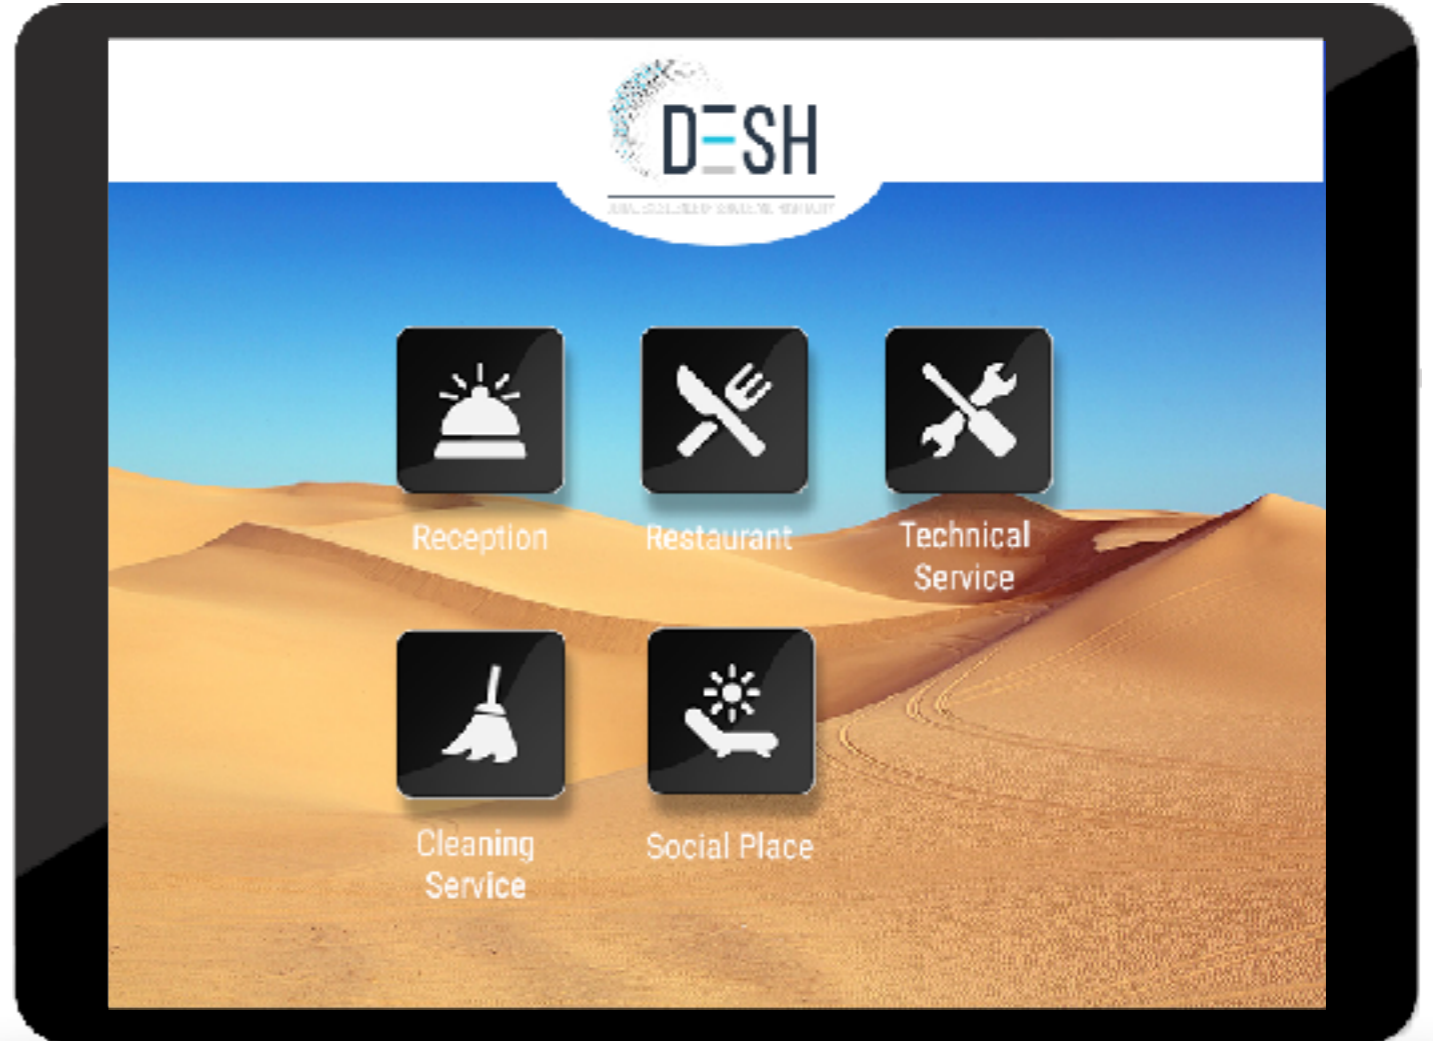 DESH
Reception
Restaurant
Technical
Service
Cleaning
Service
Social Place